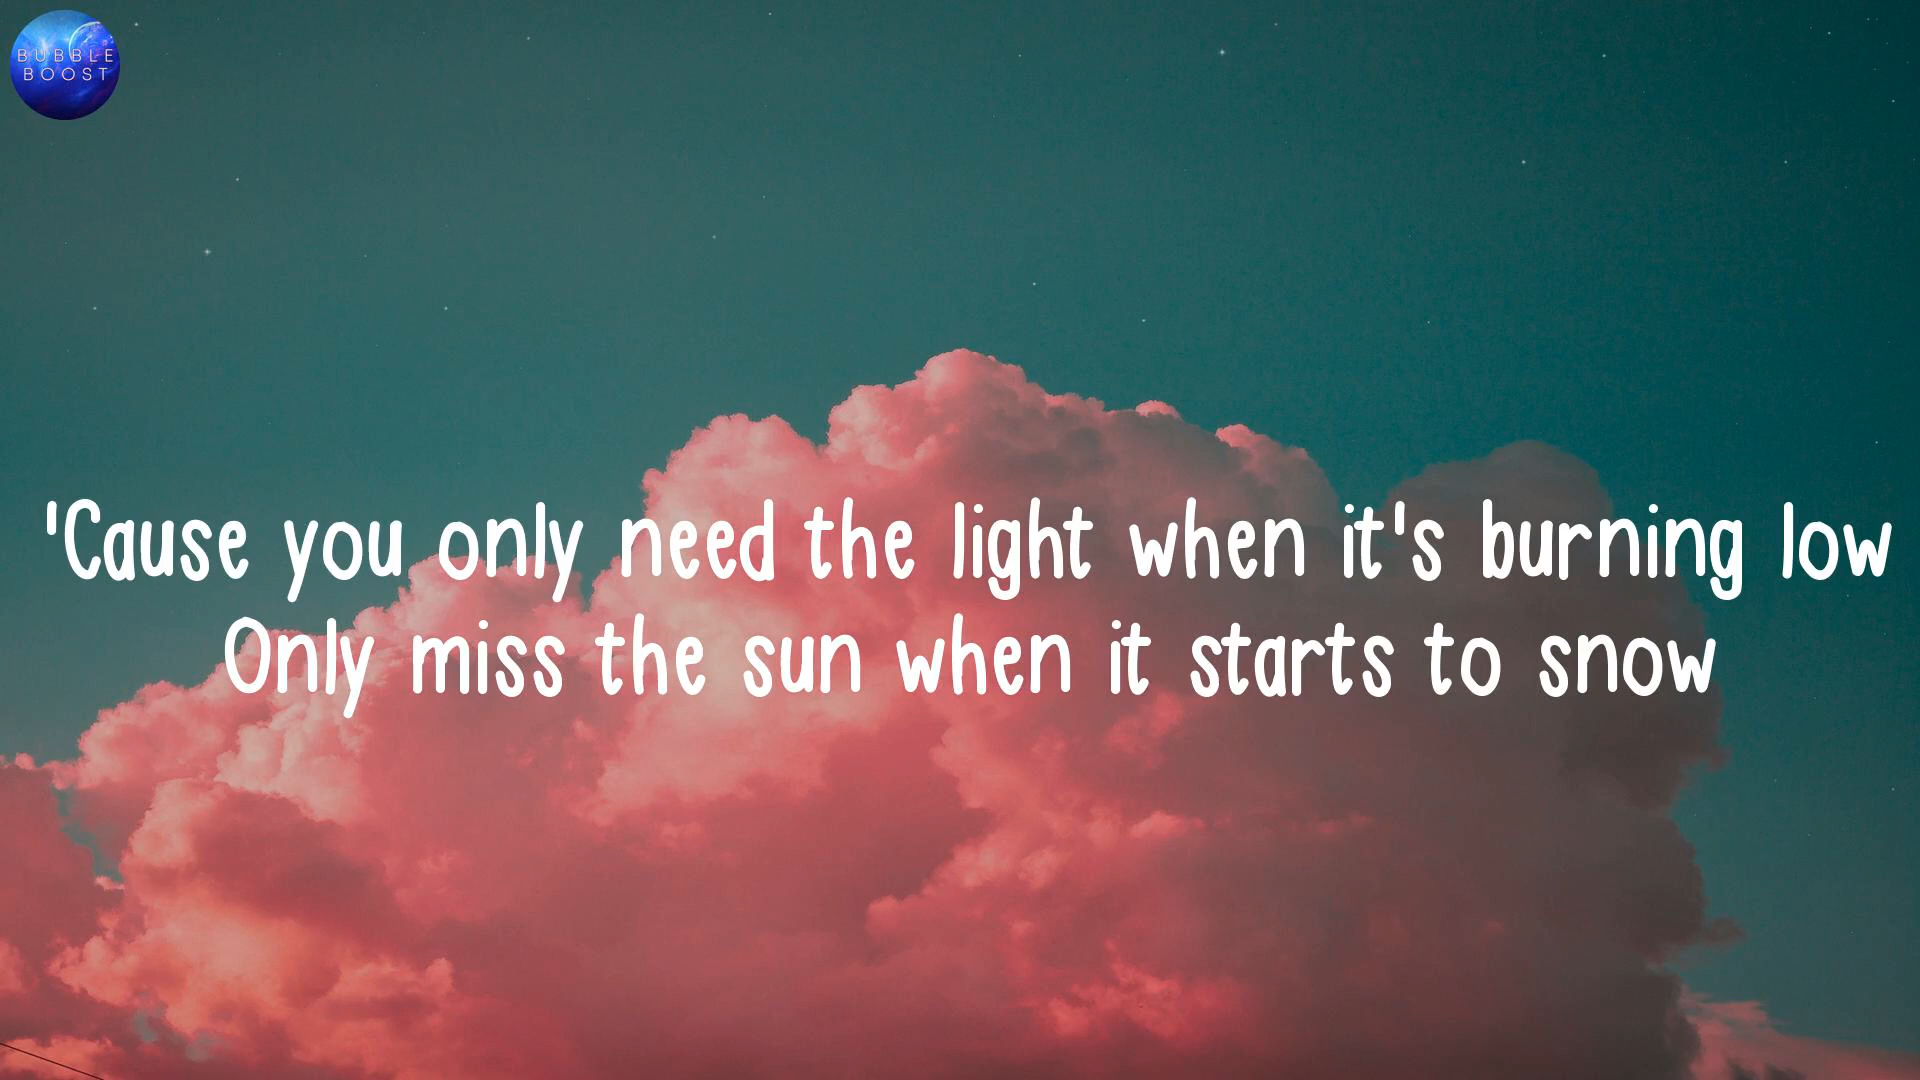 BUBBLE
BOOST
'Cause you only need the light when it's burning low
Only miss the sun when it starts to snow